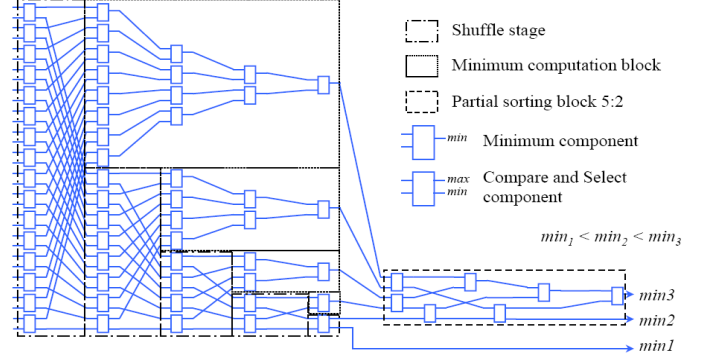 Shuffle stage
Minimum computation block
Partial sorting block 5:2
min Minimum component
max Compare and Select
min component
min1 < min2 < min3
min3
min2
min1